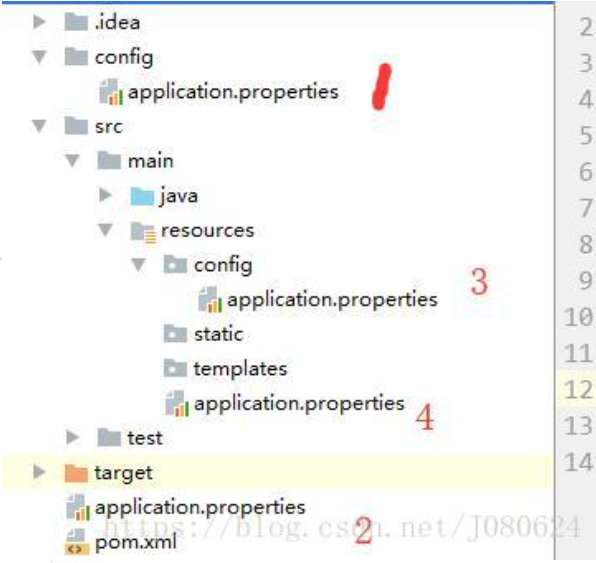 .idea
2
config
3
application.properties
1
4
src
5
main
6
java
7
resources
8
config
3
9
application.properties
10
static
11
templates
12
application.properties
4
13
test
14
target
application.properties
https://blog.csdn.net/J080624
2
pom.xml